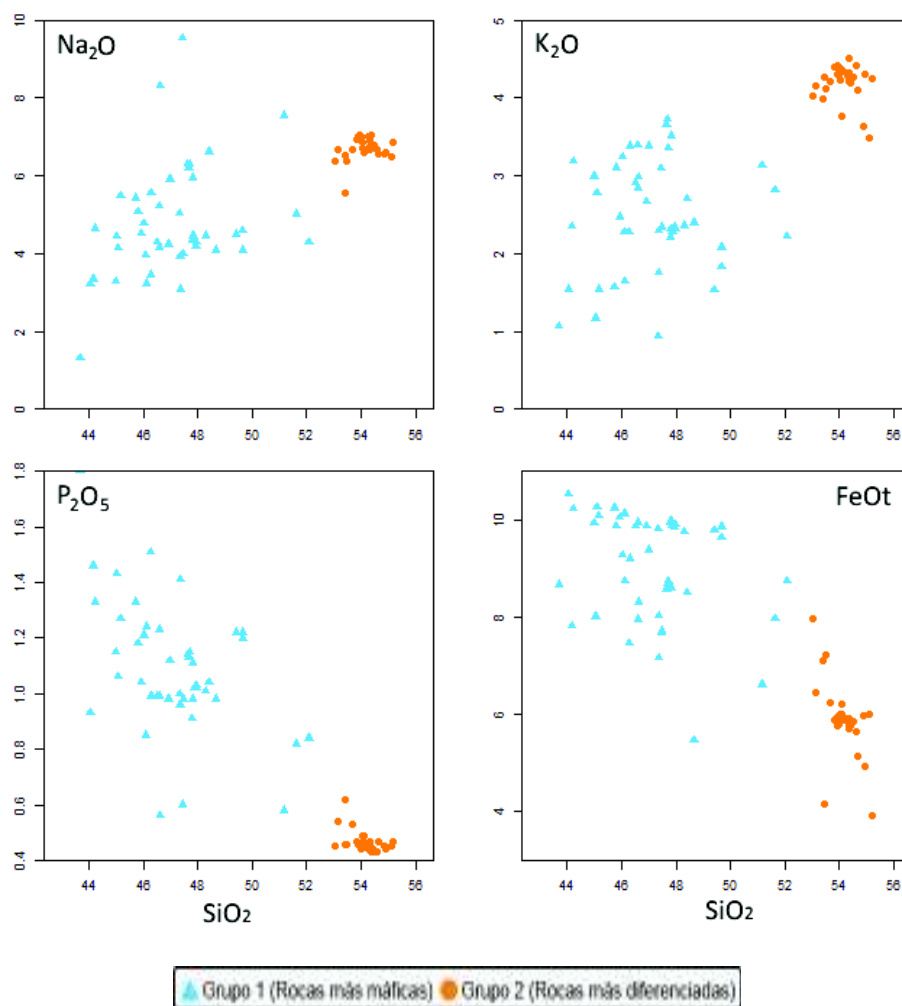 Na₂O
0 2 4 6 8 10
44 46 48 50 52 54 56
K₂O
0 1 2 3 4 5
44 46 48 50 52 54 56
P₂O₅
0.4 0.6 0.8 1.0 1.2 1.4 1.6 1.8
44 46 48 50 52 54 56
SiO₂
FeOt
4 6 8 10
44 46 48 50 52 54 56
SiO₂
Grupo 1 (Rocas más máficas) Grupo 2 (Rocas más diferenciadas)